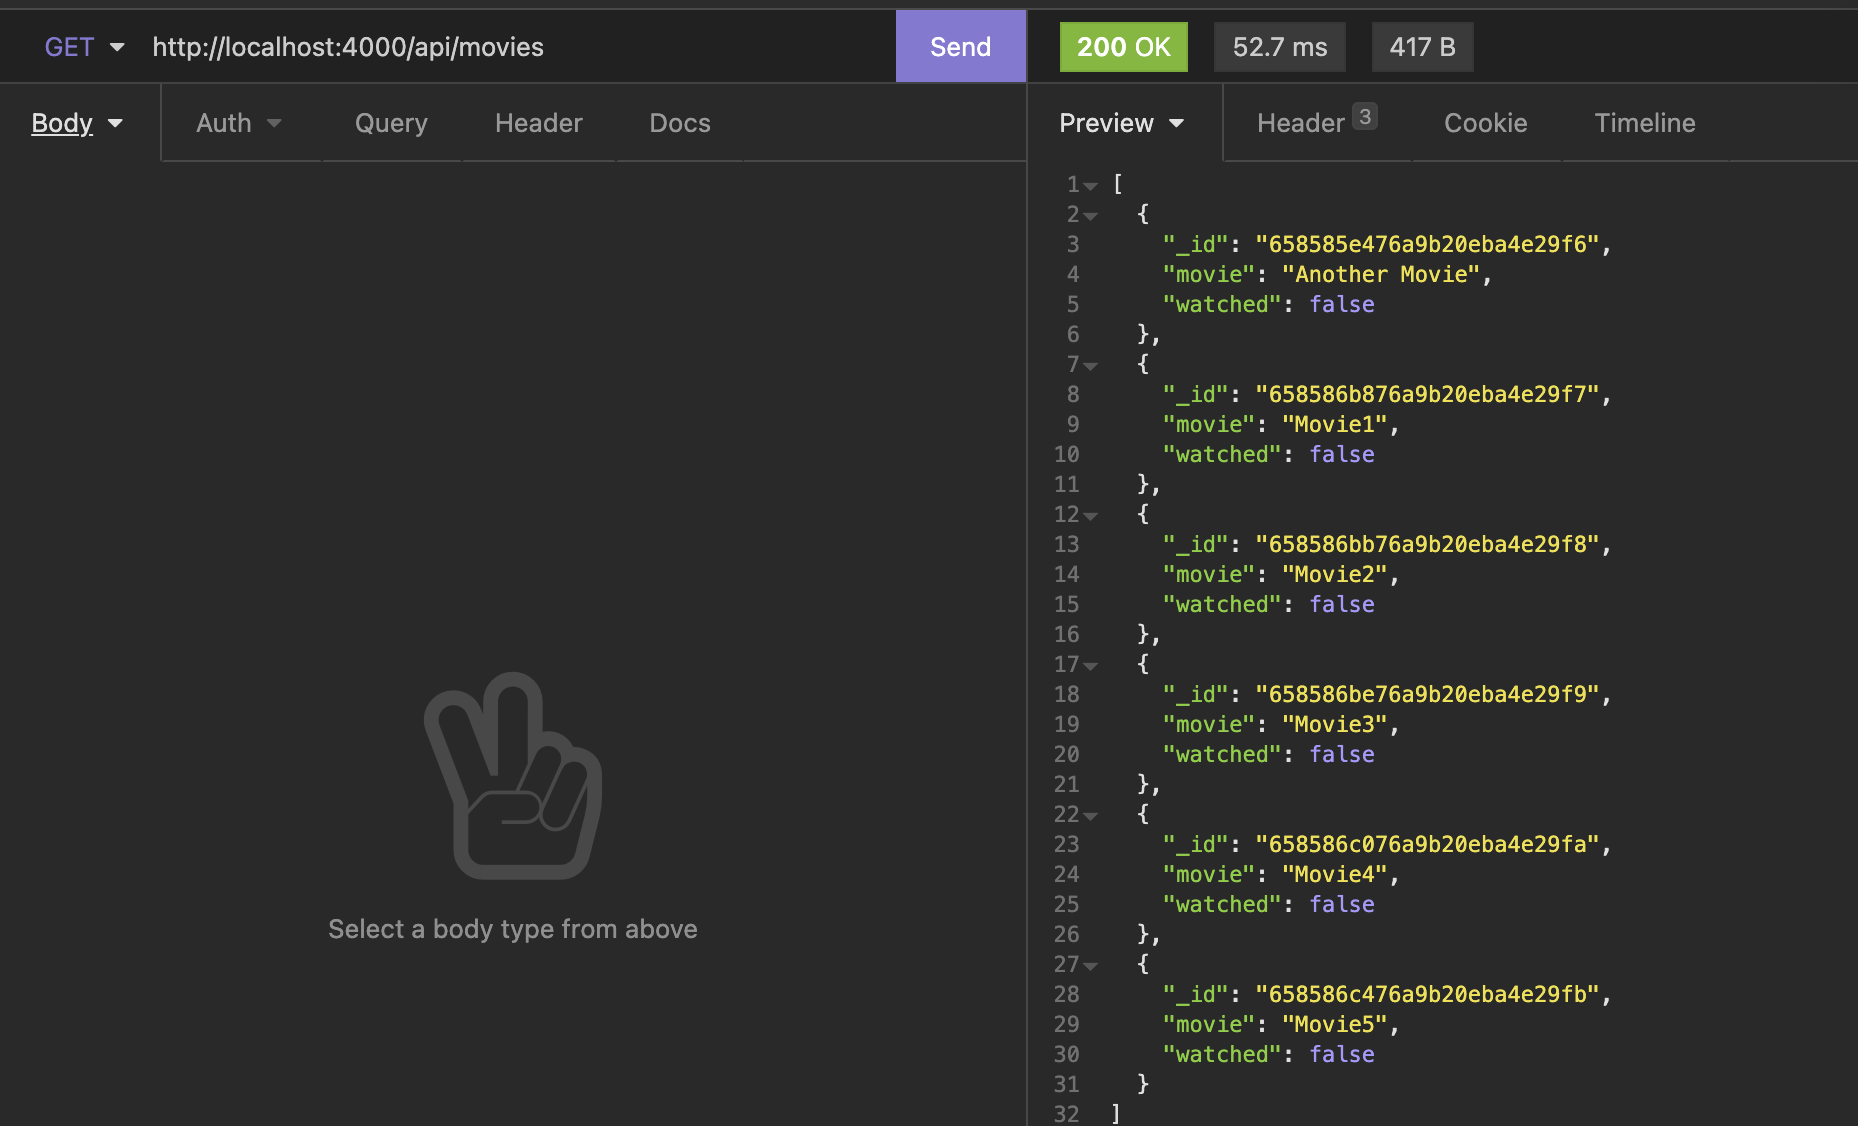 GET http://localhost:4000/api/movies Send
200 OK 52.7 ms 417 B
Body Auth Query Header Docs
Preview Header 3 Cookie Timeline
Select a body type from above
1 [
2 {
3 "_id": "658585e476a9b20eba4e29f6",
4 "movie": "Another Movie",
5 "watched": false
6 },
7 {
8 "_id": "658586b876a9b20eba4e29f7",
9 "movie": "Movie1",
10 "watched": false
11 },
12 {
13 "_id": "658586bb76a9b20eba4e29f8",
14 "movie": "Movie2",
15 "watched": false
16 },
17 {
18 "_id": "658586be76a9b20eba4e29f9",
19 "movie": "Movie3",
20 "watched": false
21 },
22 {
23 "_id": "658586c076a9b20eba4e29fa",
24 "movie": "Movie4",
25 "watched": false
26 },
27 {
28 "_id": "658586c476a9b20eba4e29fb",
29 "movie": "Movie5",
30 "watched": false
31 }
32 ]